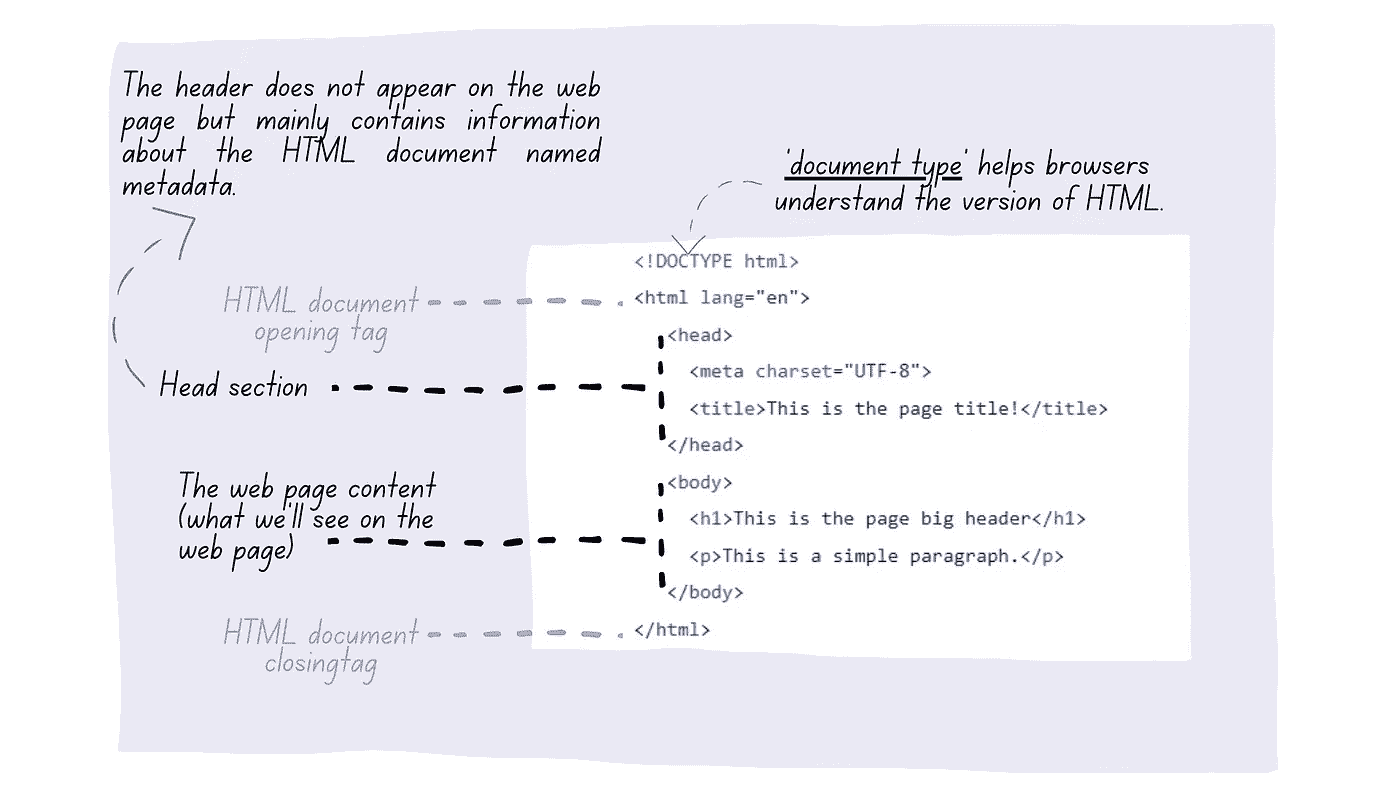 The header does not appear on the web
page but mainly contains information
about the HTML document named
metadata.
'document type' helps browsers
understand the version of HTML.
<!DOCTYPE html>
HTML document
opening tag
<html lang="en">
<head>
<meta charset="UTF-8">
Head section
<title>This is the page title!</title>
</head>
The web page content
(what we'll see on the
web page)
<body>
<h1>This is the page big header</h1>
<p>This is a simple paragraph.</p>
</body>
HTML document
closingtag
</html>